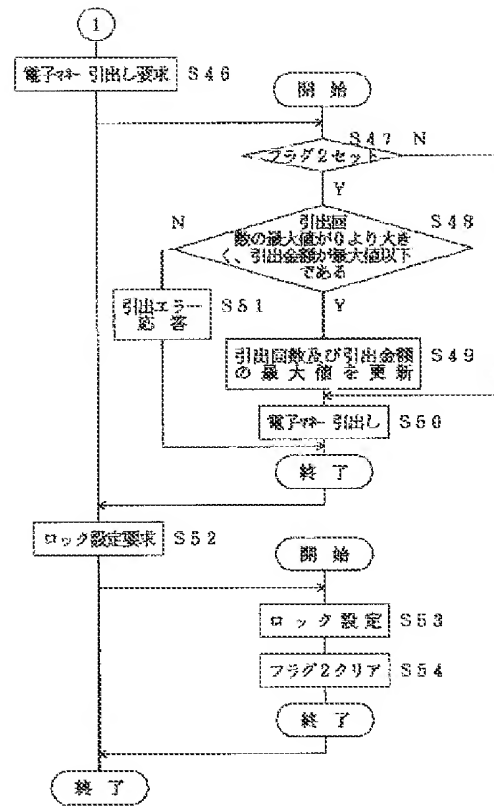 1
電子マネー引出し要求 S46
開始
S47 N
フラグ2セット
Y
引出回
N S48
数の最大値が0より大き
く、引出金額が最大値以下
である
引出エラー S51
応答
Y
引出回数及び引出金額 S49
の最大値を更新
電子マネー引出し S50
終了
ロック設定要求 S52
開始
ロック設定 S53
フラグ2クリア S54
終了
終了